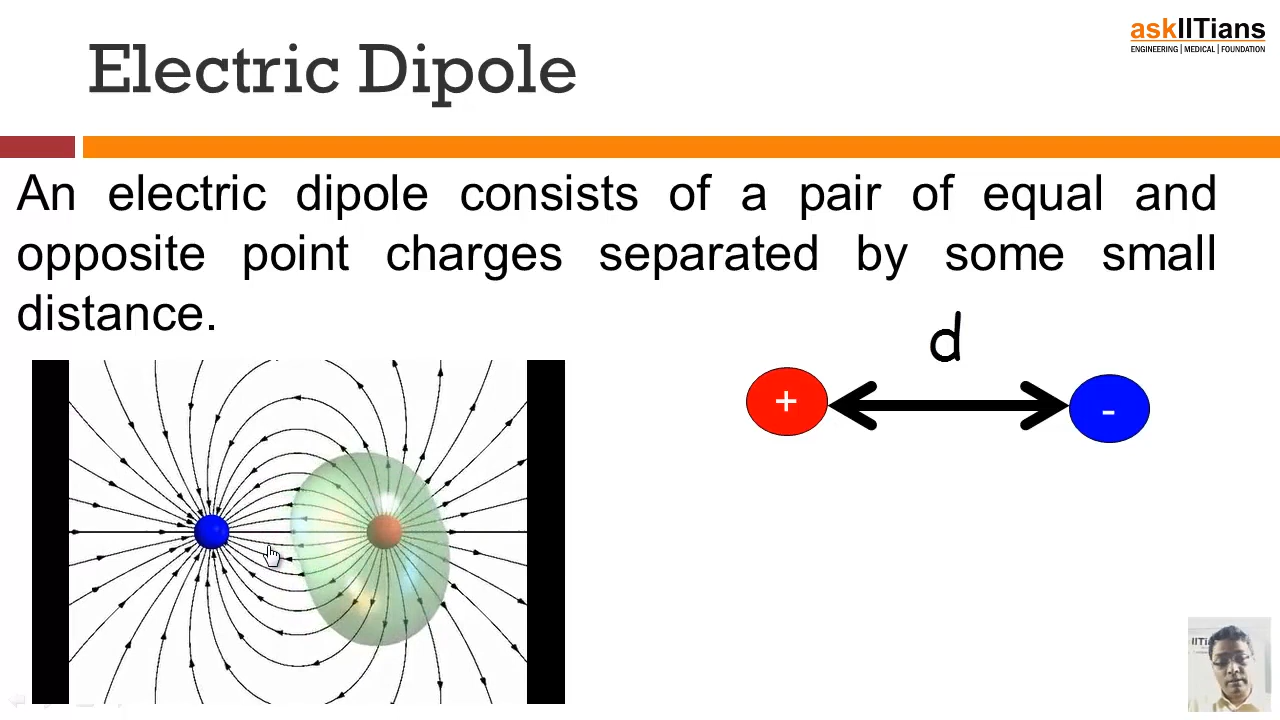 askIITians
ENGINEERING | MEDICAL | FOUNDATION
Electric Dipole
An electric dipole consists of a pair of equal and
opposite point charges separated by some small
distance.
d
+
-